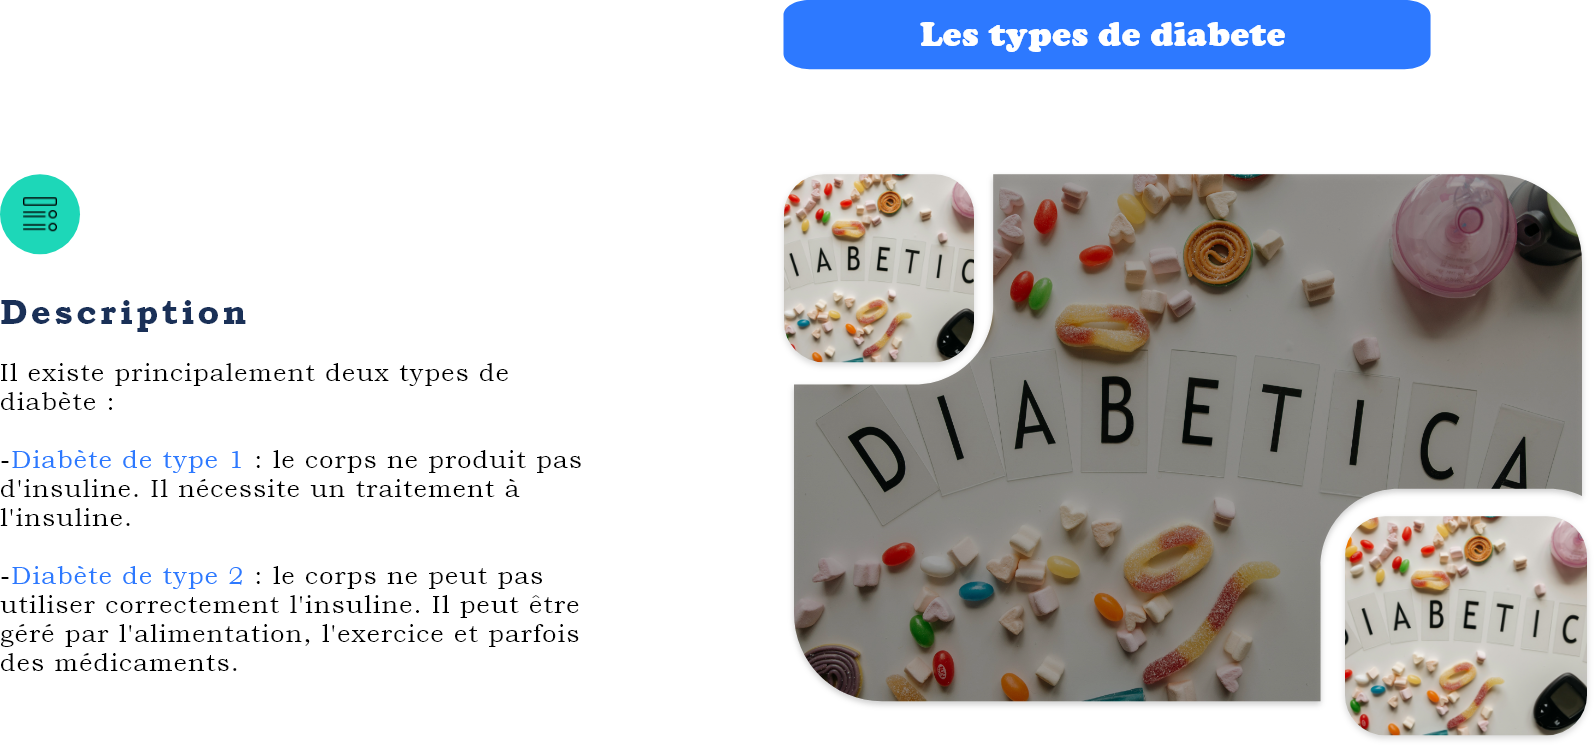 Les types de diabete
Description
Il existe principalement deux types de
diabète :
-Diabète de type 1 : le corps ne produit pas
d'insuline. Il nécessite un traitement à
l'insuline.
-Diabète de type 2 : le corps ne peut pas
utiliser correctement l'insuline. Il peut être
géré par l'alimentation, l'exercice et parfois
des médicaments.
IABETIC
DIABETICA
DIABETIC